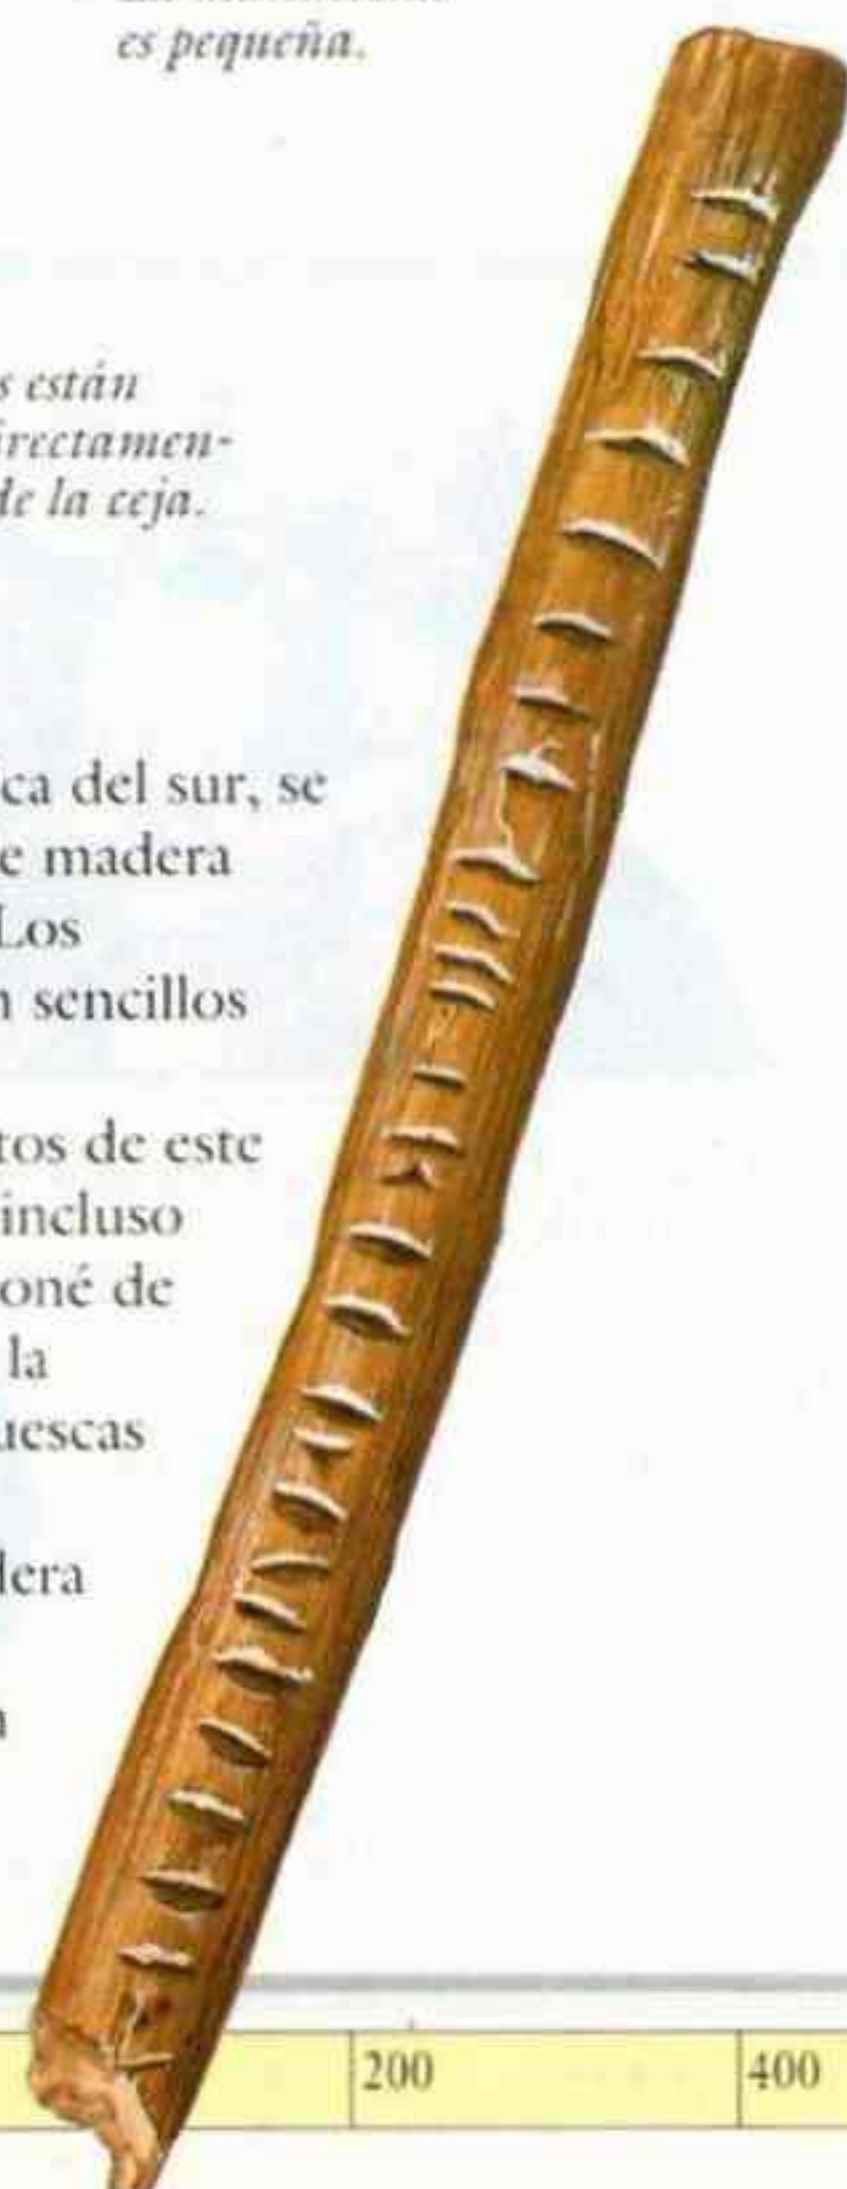 es pequeña.
s están
irectamen-
de la ceja.
ca del sur, se
e madera
Los
n sencillos
tos de este
incluso
oné de
la
uescas
lera
n
200
400